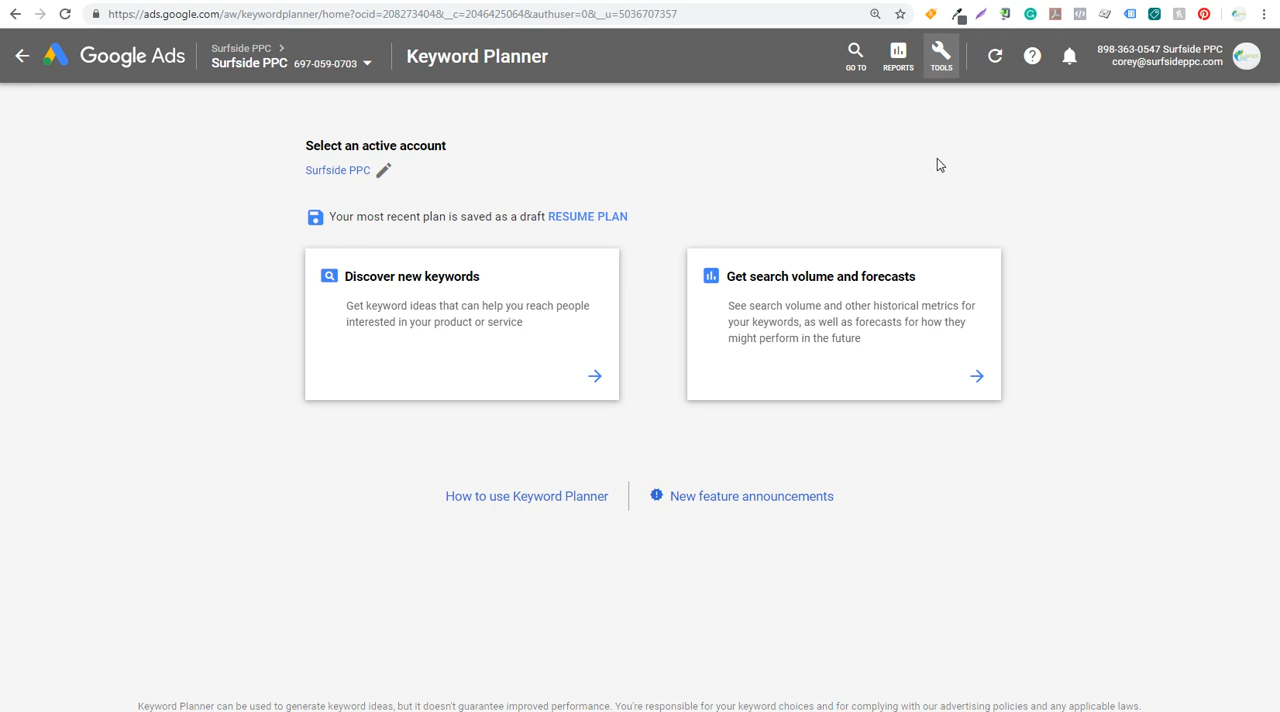 https://ads.google.com/aw/keywordplanner/home?ocid=208273404&__c=2046425064&authuser=0&__u=5036707357
Google Ads
Surfside PPC >
Surfside PPC 697-059-0703
Keyword Planner
GO TO
REPORTS
TOOLS
898-363-0547 Surfside PPC
corey@surfsideppc.com
Select an active account
Surfside PPC
Your most recent plan is saved as a draft RESUME PLAN
Discover new keywords
Get keyword ideas that can help you reach people
interested in your product or service
Get search volume and forecasts
See search volume and other historical metrics for
your keywords, as well as forecasts for how they
might perform in the future
How to use Keyword Planner
New feature announcements
Keyword Planner can be used to generate keyword ideas, but it doesn't guarantee improved performance. You're responsible for your keyword choices and for complying with our advertising policies and any applicable laws.